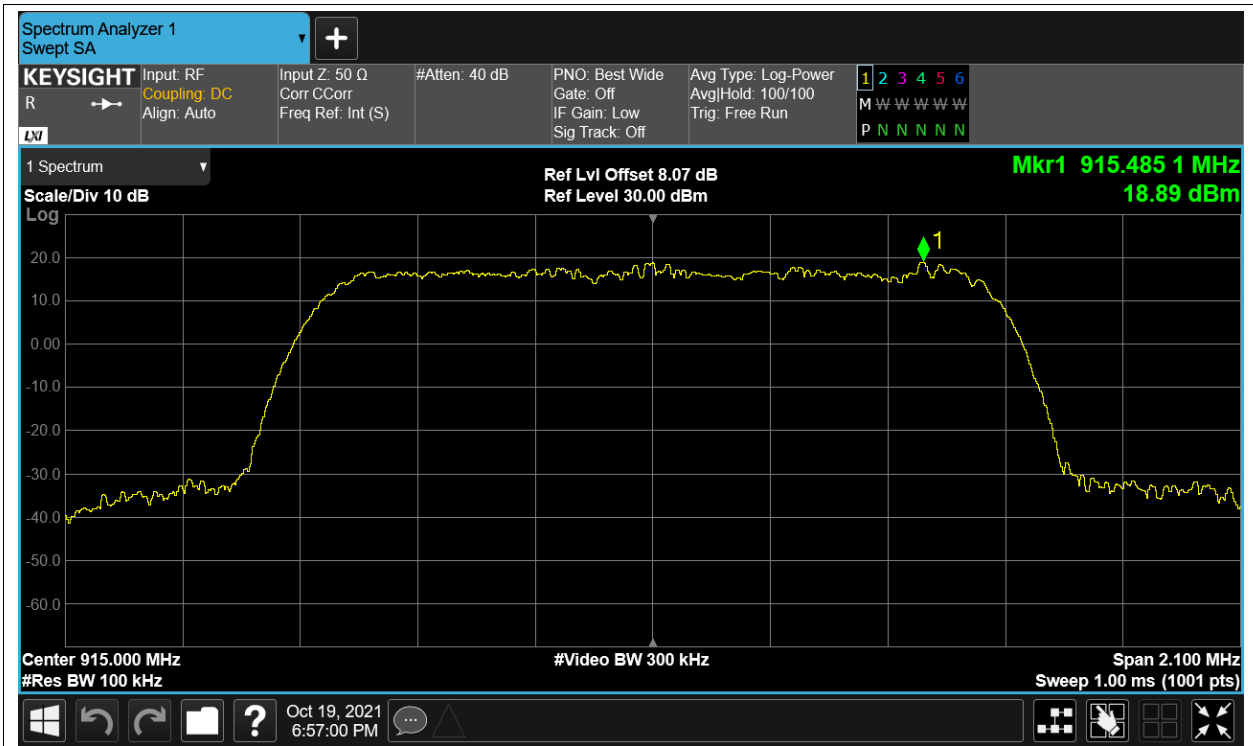 Spectrum Analyzer 1
Swept SA
KEYSIGHT
R
LXI
Input: RF
Coupling: DC
Align: Auto
Input Z: 50 Ω
Corr CCorr
Freq Ref: Int (S)
#Atten: 40 dB
PNO: Best Wide
Gate: Off
IF Gain: Low
Sig Track: Off
Avg Type: Log-Power
Avg|Hold: 100/100
Trig: Free Run
1 2 3 4 5 6
M W W W W W
P N N N N N
1 Spectrum
Scale/Div 10 dB
Log
Ref Lvl Offset 8.07 dB
Ref Level 30.00 dBm
Mkr1 915.485 1 MHz
18.89 dBm
1
20.0
10.0
0.00
-10.0
-20.0
-30.0
-40.0
-50.0
-60.0
Center 915.000 MHz
#Res BW 100 kHz
#Video BW 300 kHz
Span 2.100 MHz
Sweep 1.00 ms (1001 pts)
?
Oct 19, 2021
6:57:00 PM